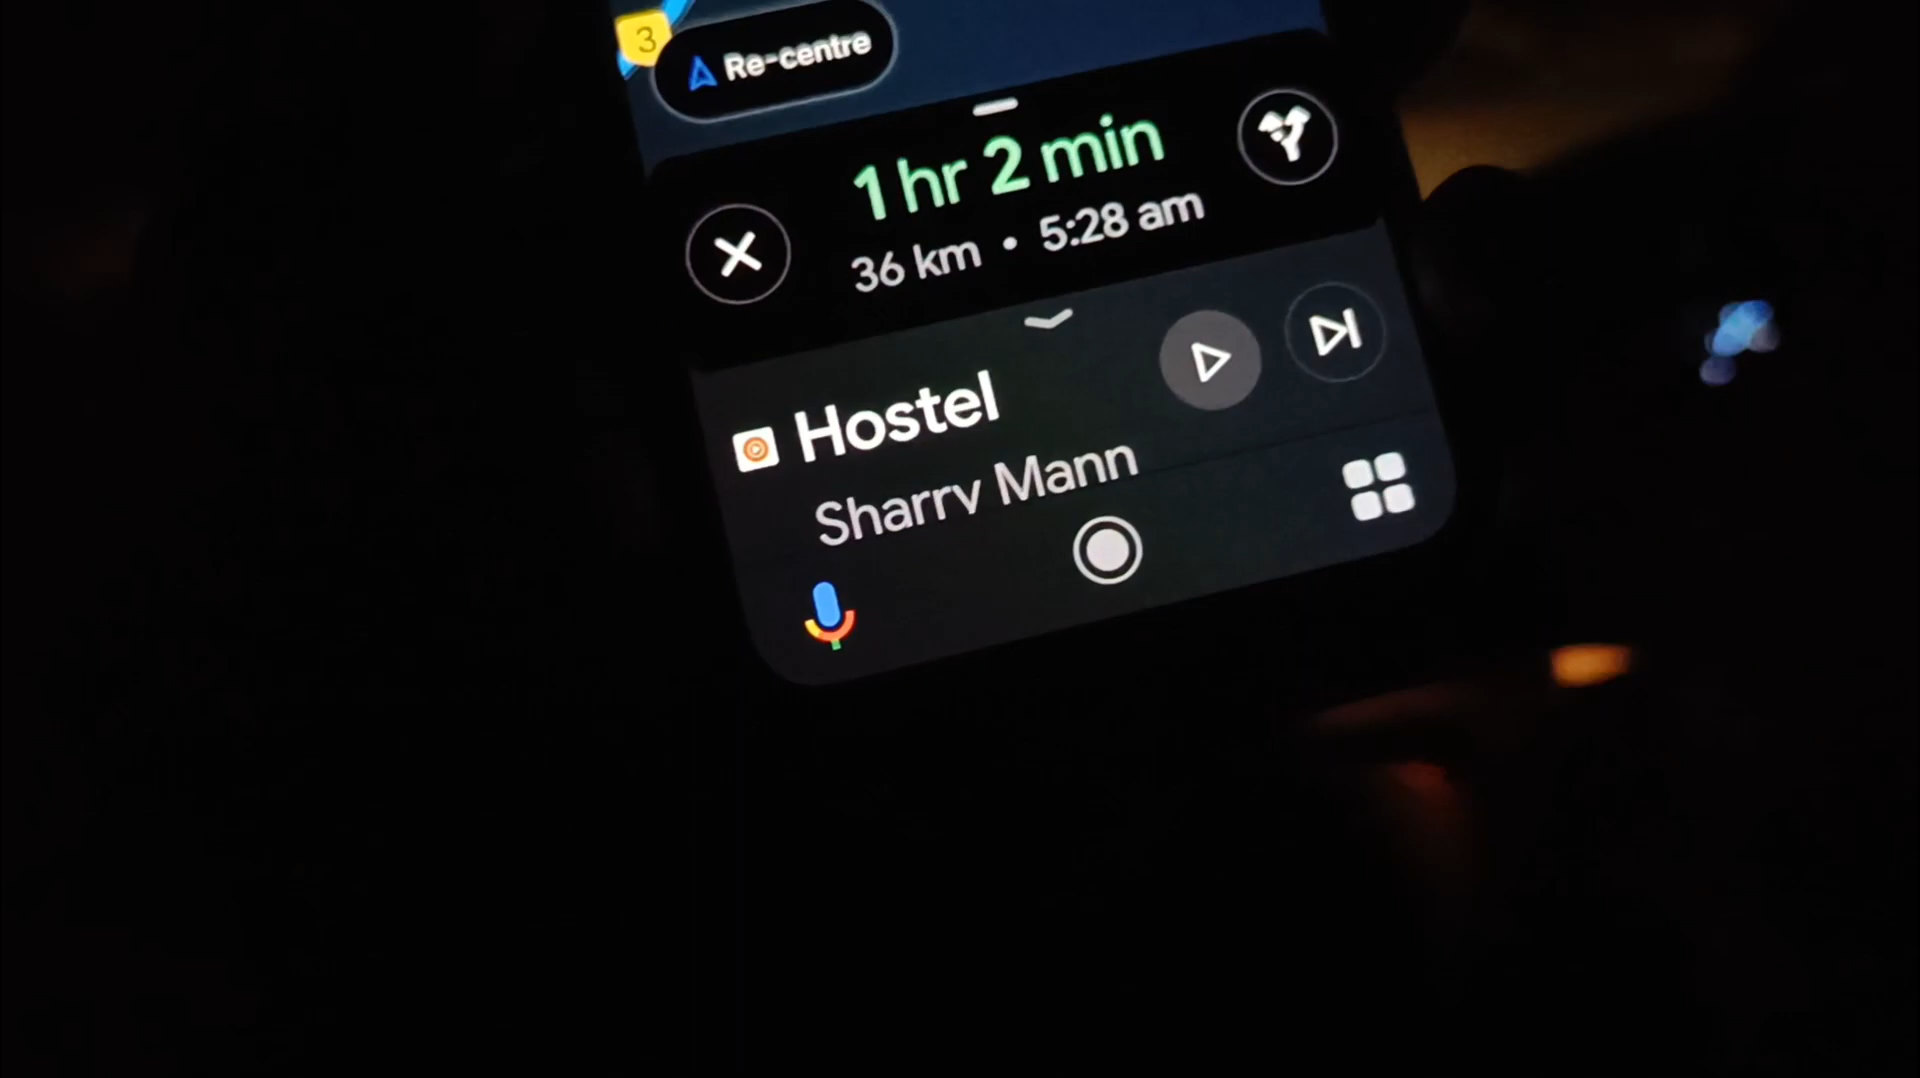 3
Re-centre
1 hr 2 min
36 km • 5:28 am
Hostel
Sharry Mann